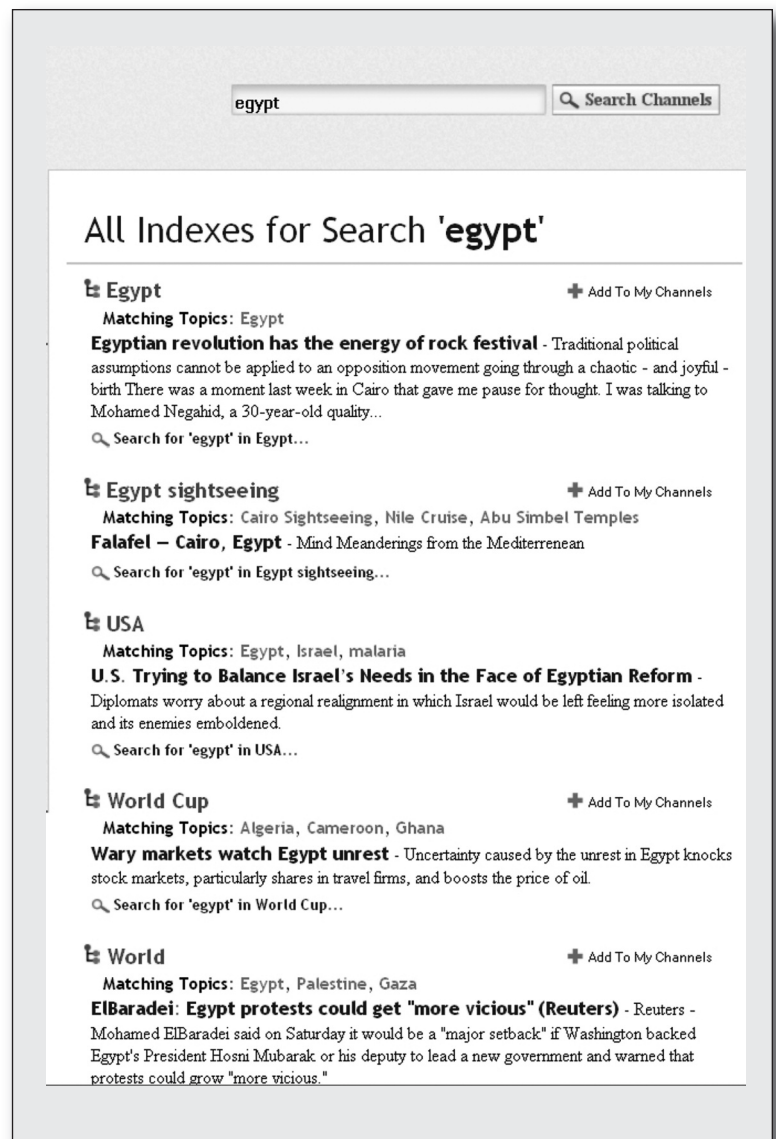 egypt Search Channels
All Indexes for Search 'egypt'
Egypt Add To My Channels
Matching Topics: Egypt
Egyptian revolution has the energy of rock festival - Traditional political
assumptions cannot be applied to an opposition movement going through a chaotic - and joyful -
birth There was a moment last week in Cairo that gave me pause for thought. I was talking to
Mohamed Negahid, a 30-year-old quality...
Search for 'egypt' in Egypt...
Egypt sightseeing Add To My Channels
Matching Topics: Cairo Sightseeing, Nile Cruise, Abu Simbel Temples
Falafel – Cairo, Egypt - Mind Meanderings from the Mediterrenean
Search for 'egypt' in Egypt sightseeing...
USA
Matching Topics: Egypt, Israel, malaria
U.S. Trying to Balance Israel's Needs in the Face of Egyptian Reform -
Diplomats worry about a regional realignment in which Israel would be left feeling more isolated
and its enemies emboldened.
Search for 'egypt' in USA...
World Cup Add To My Channels
Matching Topics: Algeria, Cameroon, Ghana
Wary markets watch Egypt unrest - Uncertainty caused by the unrest in Egypt knocks
stock markets, particularly shares in travel firms, and boosts the price of oil.
Search for 'egypt' in World Cup...
World Add To My Channels
Matching Topics: Egypt, Palestine, Gaza
ElBaradei: Egypt protests could get "more vicious" (Reuters) - Reuters -
Mohamed ElBaradei said on Saturday it would be a "major setback" if Washington backed
Egypt's President Hosni Mubarak or his deputy to lead a new government and warned that
protests could grow "more vicious."